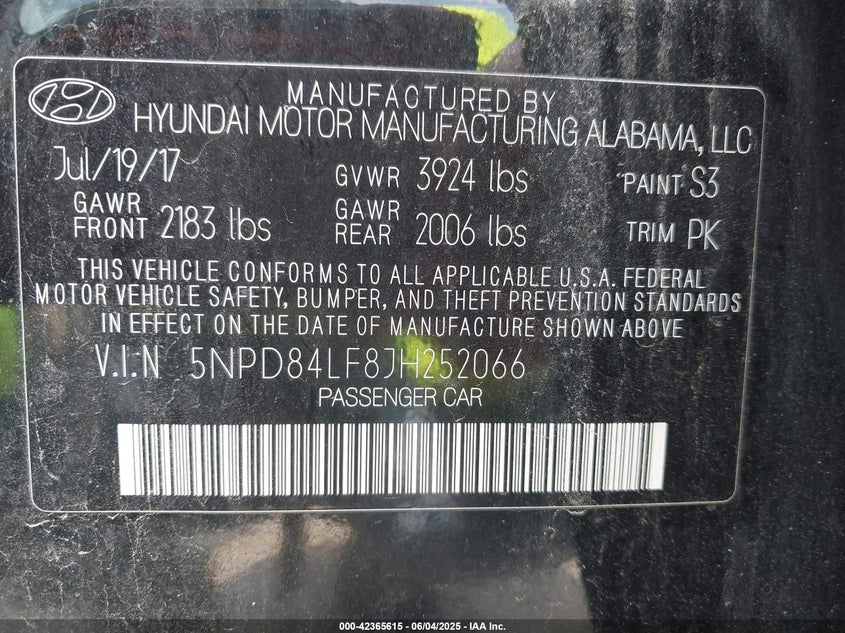 MANUFACTURED BY
HYUNDAI MOTOR MANUFACTURING ALABAMA, LLC
Jul/19/17 GVWR 3924 lbs PAINT S3
GAWR FRONT 2183 lbs GAWR REAR 2006 lbs TRIM PK
THIS VEHICLE CONFORMS TO ALL APPLICABLE U.S.A. FEDERAL
MOTOR VEHICLE SAFETY, BUMPER, AND THEFT PREVENTION STANDARDS
IN EFFECT ON THE DATE OF MANUFACTURE SHOWN ABOVE
V.I.N 5NPD84LF8JH252066
PASSENGER CAR
000-42365615 - 06/04/2025 - IAA Inc.